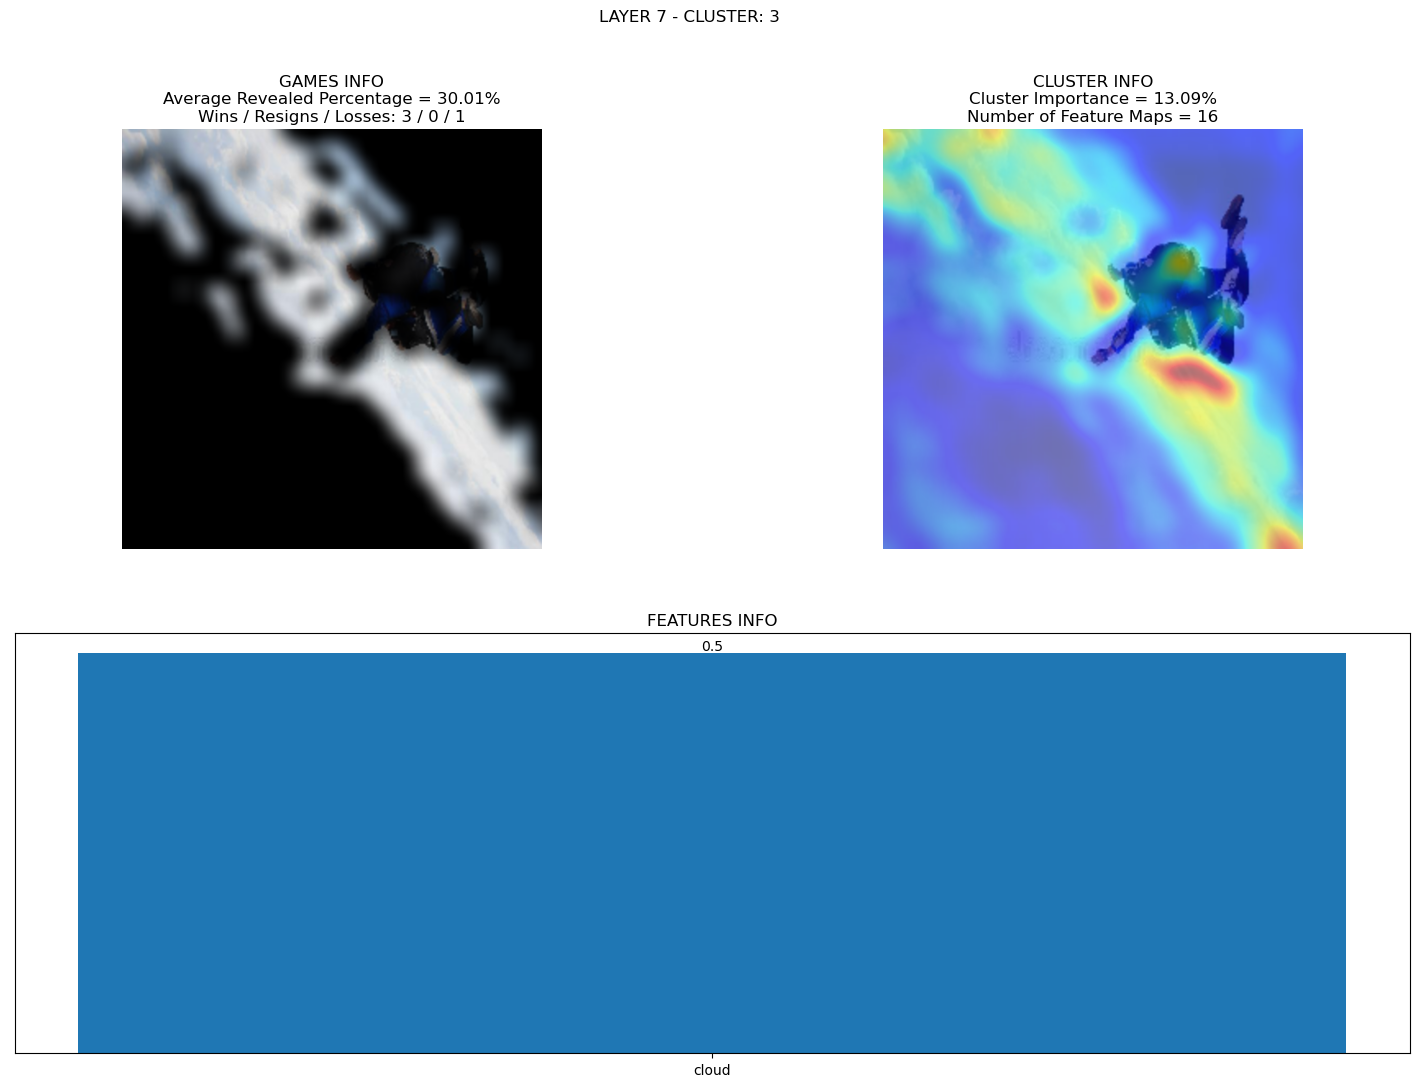 LAYER 7 - CLUSTER: 3
GAMES INFO
Average Revealed Percentage = 30.01%
Wins / Resigns / Losses: 3 / 0 / 1
CLUSTER INFO
Cluster Importance = 13.09%
Number of Feature Maps = 16
FEATURES INFO
0.5
cloud